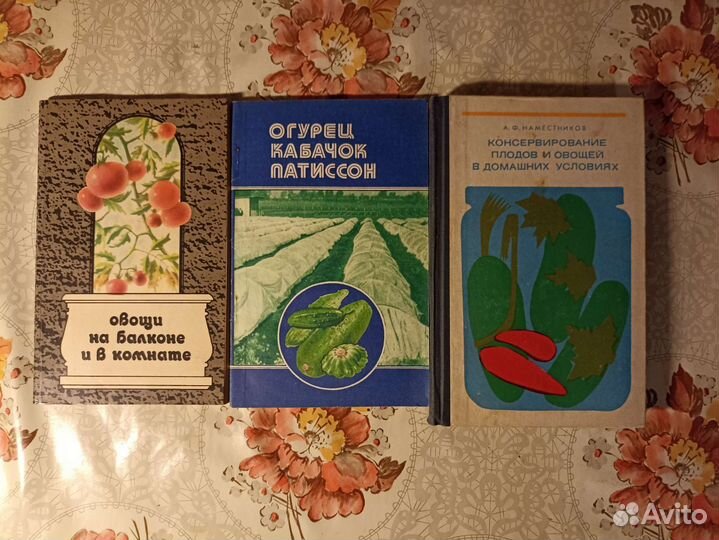 овощи
на балконе
и в комнате
ОГУРЕЦ
КАБАЧОК
ПАТИССОН
А. Ф. НАМЕСТНИКОВ
КОНСЕРВИРОВАНИЕ
ПЛОДОВ И ОВОЩЕЙ
В ДОМАШНИХ УСЛОВИЯХ
Avito